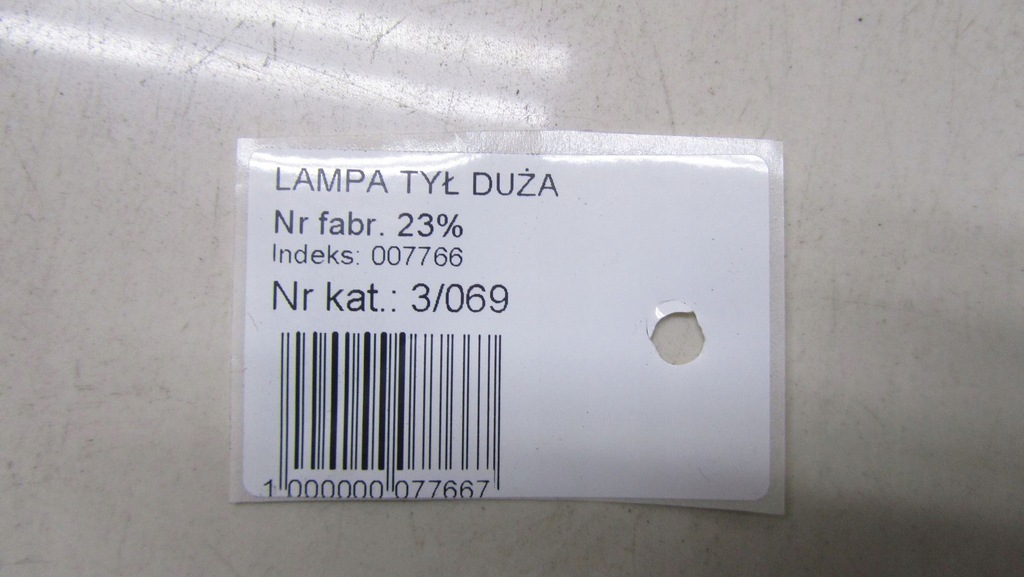 LAMPA TYŁ DUŻA
Nr fabr. 23%
Indeks: 007766
Nr kat.: 3/069
1 000000 077667